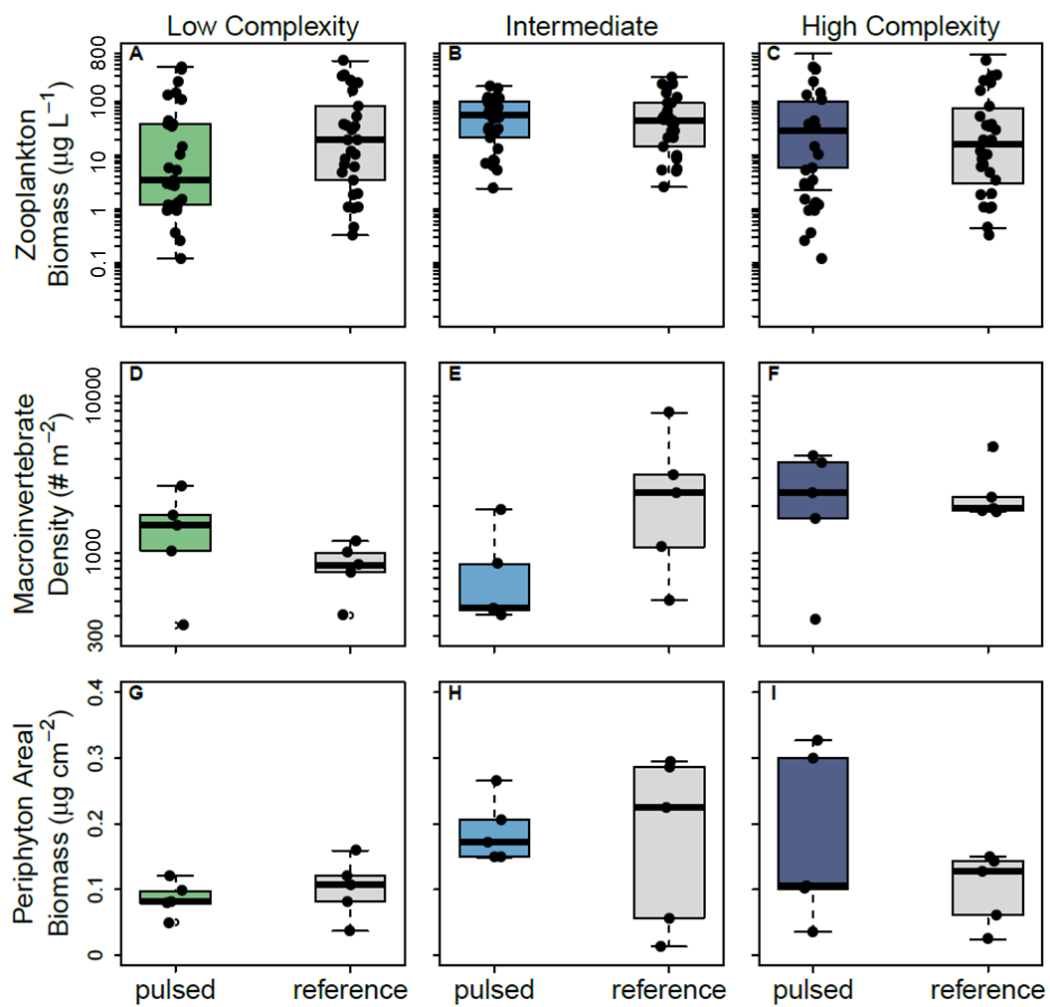 Low Complexity
Intermediate
High Complexity
Zooplankton
Biomass (μg L−1)
800
100
10
1
0.1
A
B
C
Macroinvertebrate
Density (# m−2)
10000
1000
300
D
E
F
Periphyton Areal
Biomass (μg cm−2)
0.4
0.3
0.2
0.1
0
G
H
I
pulsed
reference
pulsed
reference
pulsed
reference